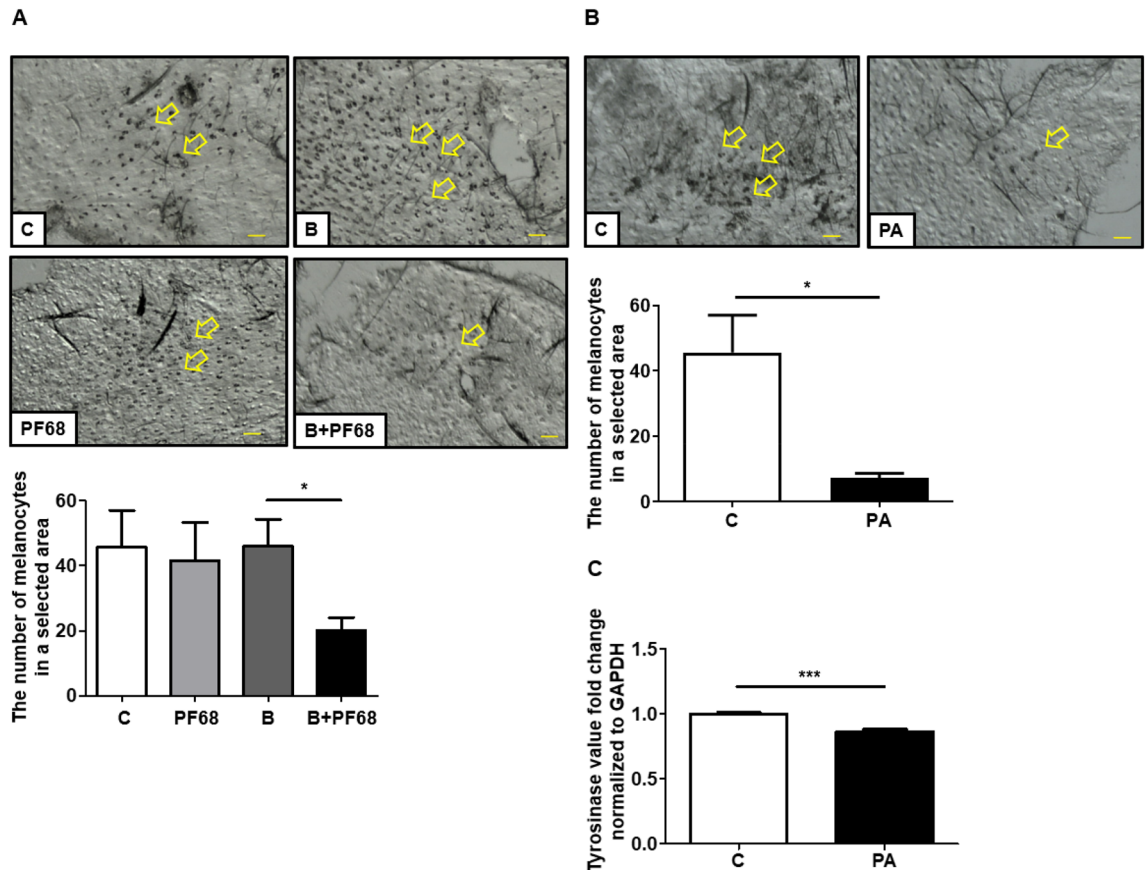 A
C
B
PF68
B+PF68
The number of melanocytes
in a selected area
60
40
20
0
*
C
PF68
B
B+PF68
B
C
PA
The number of melanocytes
in a selected area
60
40
20
0
*
C
PA
C
Tyrosinase value fold change
normalized to GAPDH
1.5
1.0
0.5
0.0
***
C
PA